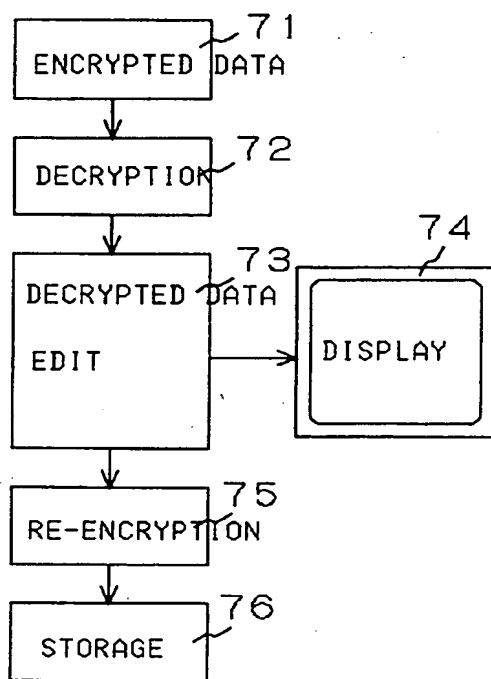 71
ENCRYPTED DATA
72
DECRYPTION
73
DECRYPTED DATA
EDIT
74
DISPLAY
75
RE-ENCRYPTION
76
STORAGE